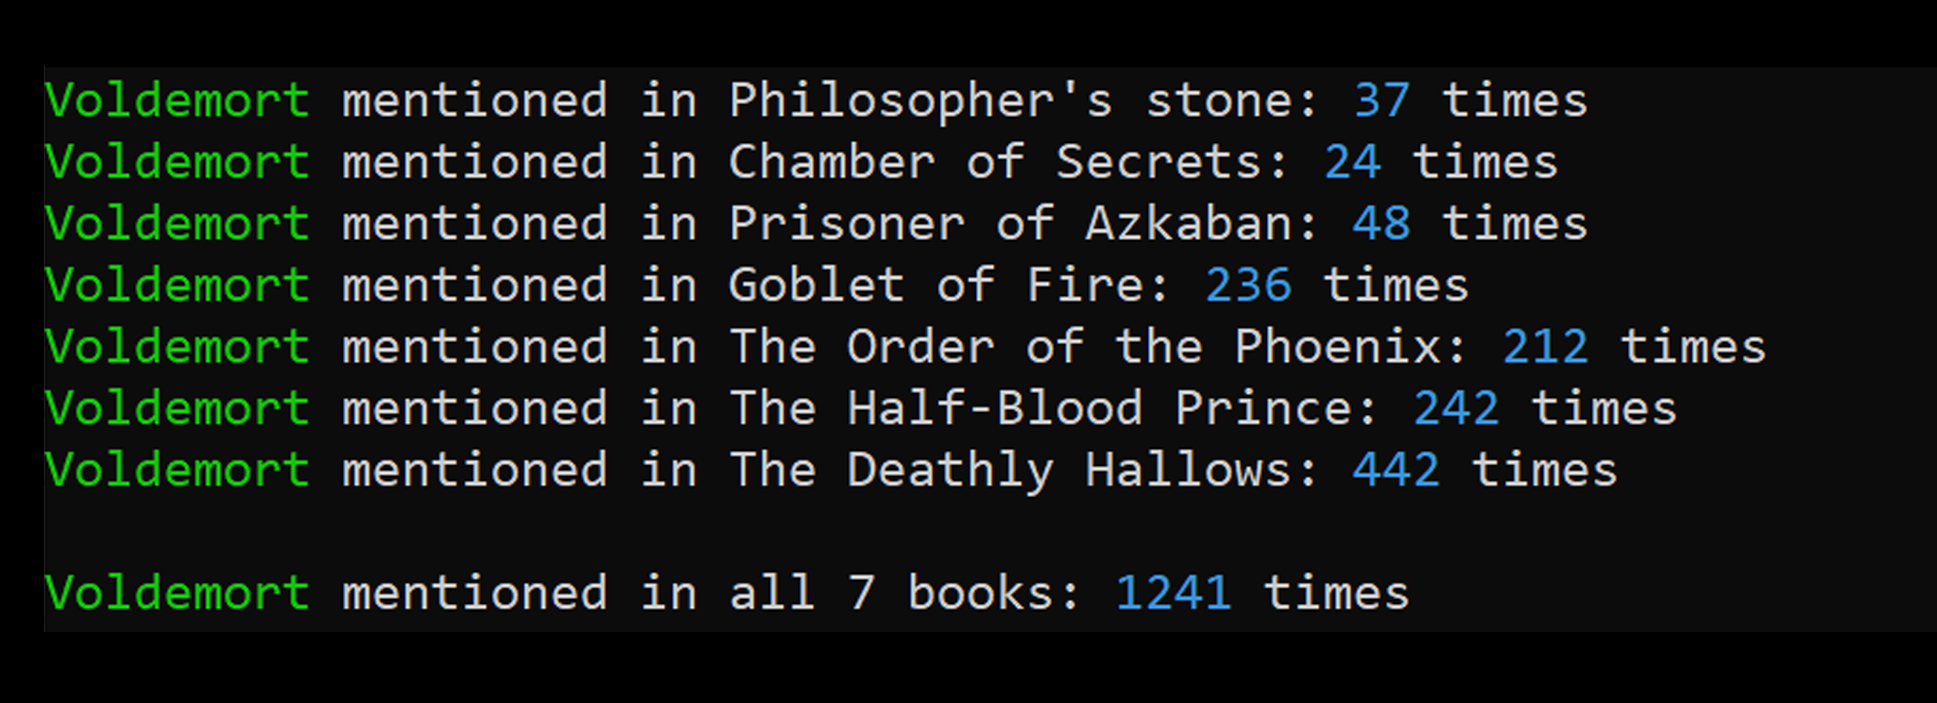 Voldemort mentioned in Philosopher's stone: 37 times
Voldemort mentioned in Chamber of Secrets: 24 times
Voldemort mentioned in Prisoner of Azkaban: 48 times
Voldemort mentioned in Goblet of Fire: 236 times
Voldemort mentioned in The Order of the Phoenix: 212 times
Voldemort mentioned in The Half-Blood Prince: 242 times
Voldemort mentioned in The Deathly Hallows: 442 times
Voldemort mentioned in all 7 books: 1241 times